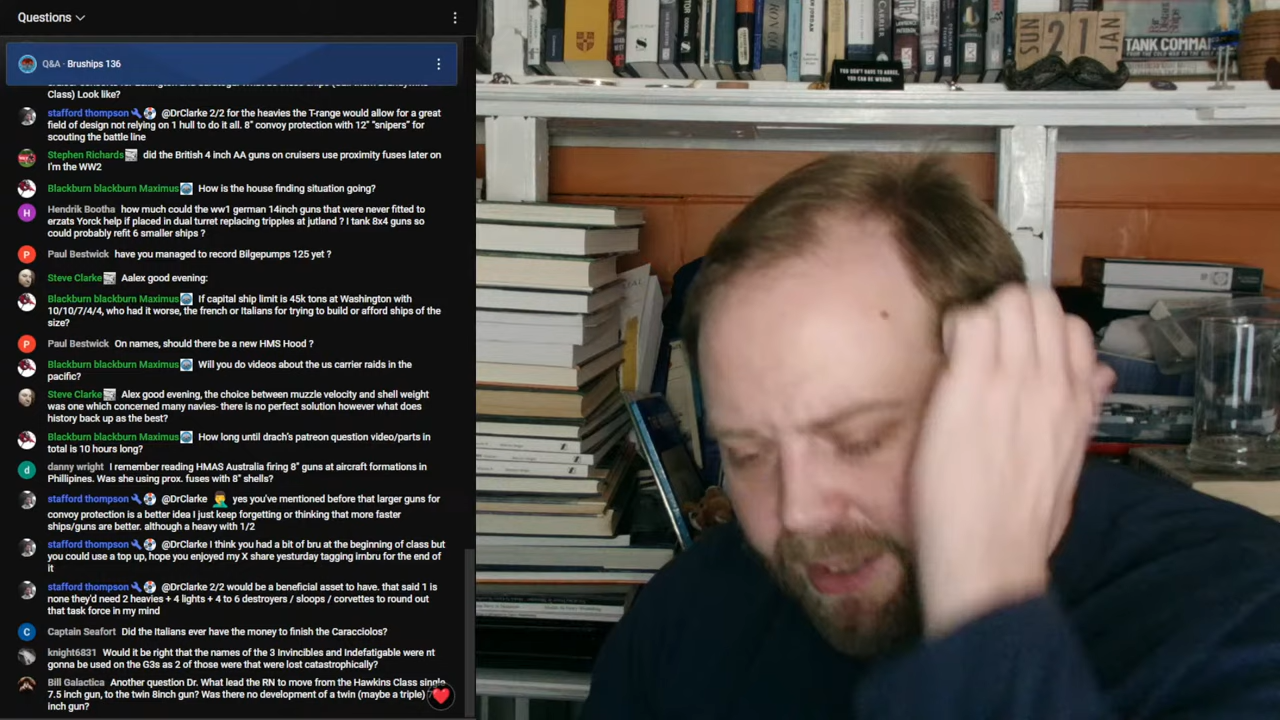 Questions
Q&A · Bruships 136
Class) Look like?
stafford thompson @DrClarke 2/2 for the heavies the T-range would allow for a great
field of design not relying on 1 hull to do it all. 8" convoy protection with 12" "snipers" for
scouting the battle line
Stephen Richards did the British 4 inch AA guns on cruisers use proximity fuses later on
I'm the WW2
Blackburn blackburn Maximus How is the house finding situation going?
Hendrik Bootha how much could the ww1 german 14inch guns that were never fitted to
erzats Yorck help if placed in dual turret replacing tripples at jutland ? I tank 8x4 guns so
could probably refit 6 smaller ships ?
Paul Bestwick have you managed to record Bilgepumps 125 yet ?
Steve Clarke Aalex good evening:
Blackburn blackburn Maximus If capital ship limit is 45k tons at Washington with
10/10/7/4/4, who had it worse, the french or Italians for trying to build or afford ships of the
size?
Paul Bestwick On names, should there be a new HMS Hood ?
Blackburn blackburn Maximus Will you do videos about the us carrier raids in the
pacific?
Steve Clarke Alex good evening, the choice between muzzle velocity and shell weight
was one which concerned many navies- there is no perfect solution however what does
history back up as the best?
Blackburn blackburn Maximus How long until drach's patreon question video/parts in
total is 10 hours long?
danny wright I remember reading HMAS Australia firing 8" guns at aircraft formations in
Phillipines. Was she using prox. fuses with 8" shells?
stafford thompson @DrClarke yes you've mentioned before that larger guns for
convoy protection is a better idea I just keep forgetting or thinking that more faster
ships/guns are better. although a heavy with 1/2
stafford thompson @DrClarke I think you had a bit of bru at the beginning of class but
you could use a top up, hope you enjoyed my X share yesturday tagging imbru for the end of
it
stafford thompson @DrClarke 2/2 would be a beneficial asset to have. that said 1 is
none they'd need 2 heavies + 4 lights + 4 to 6 destroyers / sloops / corvettes to round out
that task force in my mind
Captain Seafort Did the Italians ever have the money to finish the Caracciolos?
knight6831 Would it be right that the names of the 3 Invincibles and Indefatigable were nt
gonna be used on the G3s as 2 of those were that were lost catastrophically?
Bill Galactica Another question Dr. What lead the RN to move from the Hawkins Class single
7.5 inch gun, to the twin 8inch gun? Was there no development of a twin (maybe a triple)
inch gun?
YOU DON'T HAVE TO AGREE,
YOU CAN BE WRONG.
SUN 21 JAN
TANK COMMA